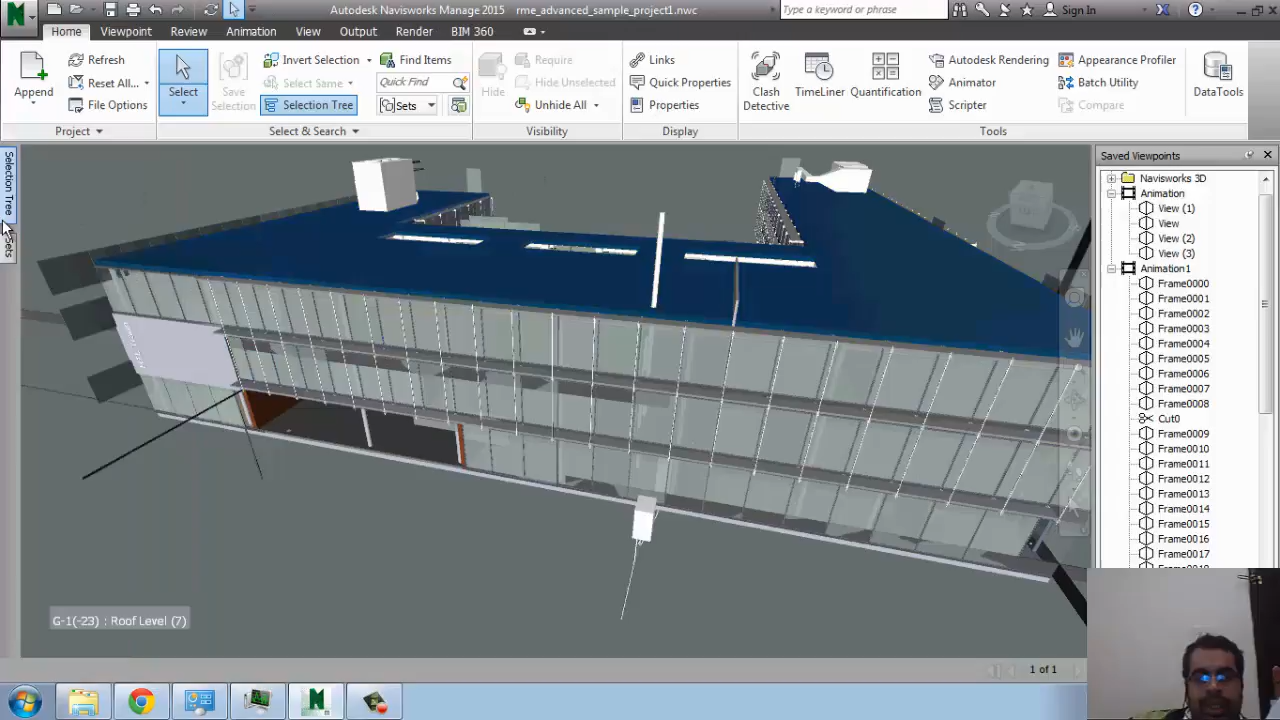 Autodesk Navisworks Manage 2015 rme_advanced_sample_project1.nwc
Type a keyword or phrase
Sign In
Home Viewpoint Review Animation View Output Render BIM 360
Append
Refresh
Reset All...
File Options
Project
Select
Save Selection
Invert Selection
Select Same
Selection Tree
Find Items
Quick Find
Sets
Select & Search
Hide
Require
Hide Unselected
Unhide All
Visibility
Links
Quick Properties
Properties
Display
Clash Detective
TimeLiner
Quantification
Autodesk Rendering
Animator
Scripter
Appearance Profiler
Batch Utility
Compare
DataTools
Tools
Selection Tree
Sets
Saved Viewpoints
Navisworks 3D
Animation
View (1)
View
View (2)
View (3)
Animation1
Frame0000
Frame0001
Frame0002
Frame0003
Frame0004
Frame0005
Frame0006
Frame0007
Frame0008
Cut0
Frame0009
Frame0010
Frame0011
Frame0012
Frame0013
Frame0014
Frame0015
Frame0016
Frame0017
G-1(-23) : Roof Level (7)
1 of 1